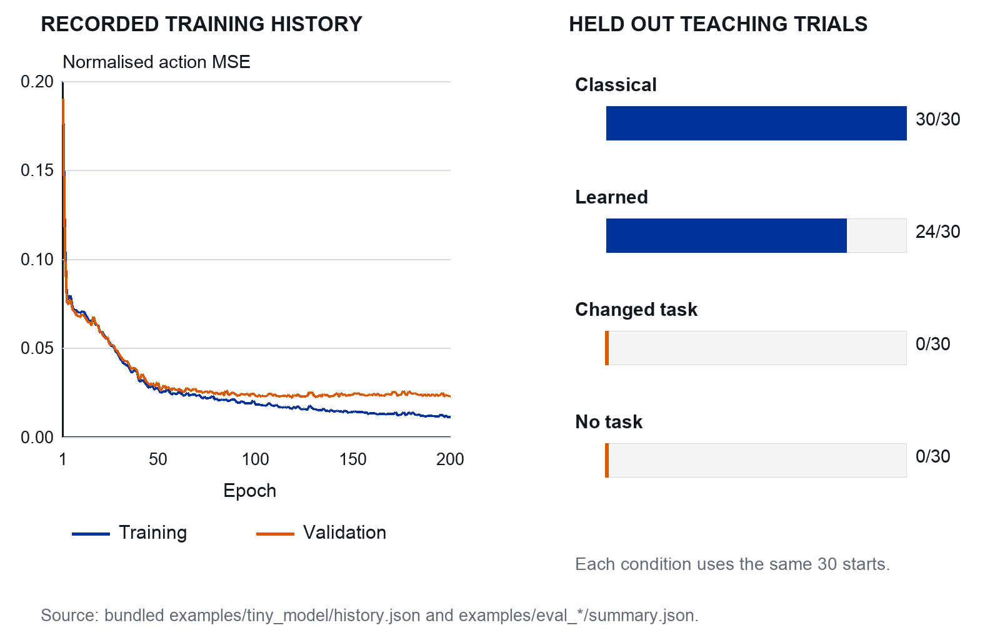 RECORDED TRAINING HISTORY
Normalised action MSE
0.20
0.15
0.10
0.05
0.00
1 50 100 150 200
Epoch
Training Validation
HELD OUT TEACHING TRIALS
Classical
30/30
Learned
24/30
Changed task
0/30
No task
0/30
Each condition uses the same 30 starts.
Source: bundled examples/tiny_model/history.json and examples/eval_*/summary.json.